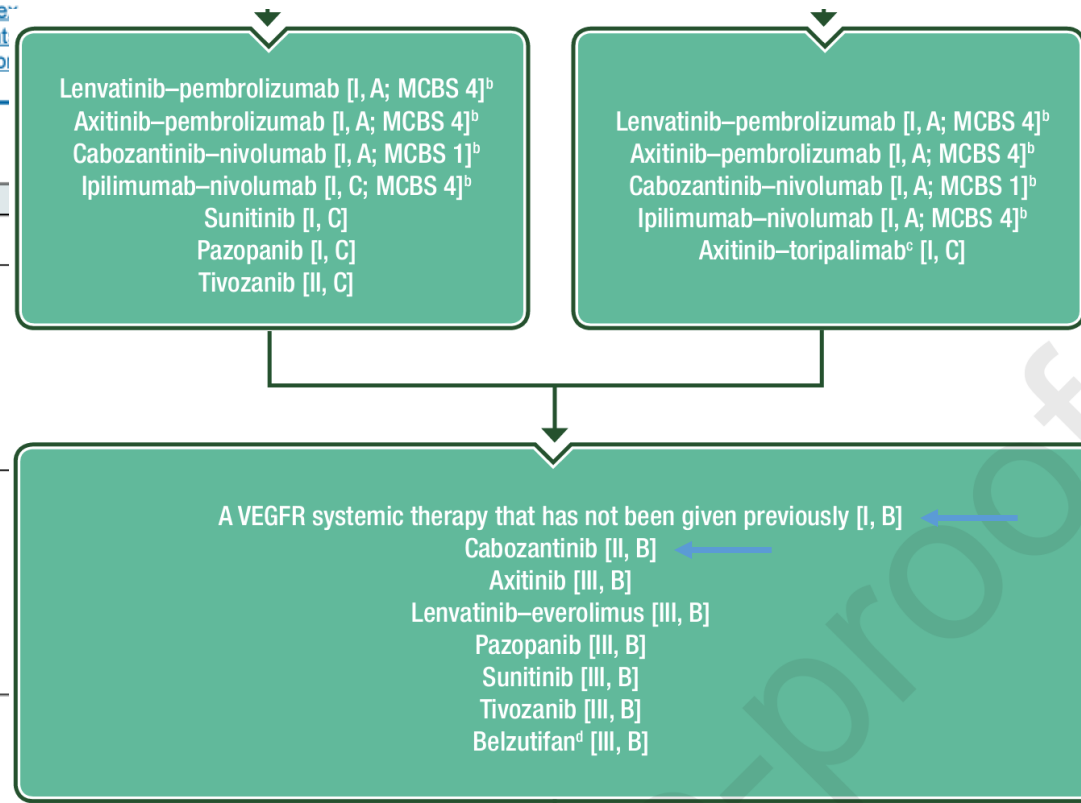 Lenvatinib–pembrolizumab [I, A; MCBS 4]ᵇ
Axitinib–pembrolizumab [I, A; MCBS 4]ᵇ
Cabozantinib–nivolumab [I, A; MCBS 1]ᵇ
Ipilimumab–nivolumab [I, C; MCBS 4]ᵇ
Sunitinib [I, C]
Pazopanib [I, C]
Tivozanib [II, C]
Lenvatinib–pembrolizumab [I, A; MCBS 4]ᵇ
Axitinib–pembrolizumab [I, A; MCBS 4]ᵇ
Cabozantinib–nivolumab [I, A; MCBS 1]ᵇ
Ipilimumab–nivolumab [I, A; MCBS 4]ᵇ
Axitinib–toripalimabᶜ [I, C]
A VEGFR systemic therapy that has not been given previously [I, B]
Cabozantinib [II, B]
Axitinib [III, B]
Lenvatinib–everolimus [III, B]
Pazopanib [III, B]
Sunitinib [III, B]
Tivozanib [III, B]
Belzutifanᵈ [III, B]
-proof